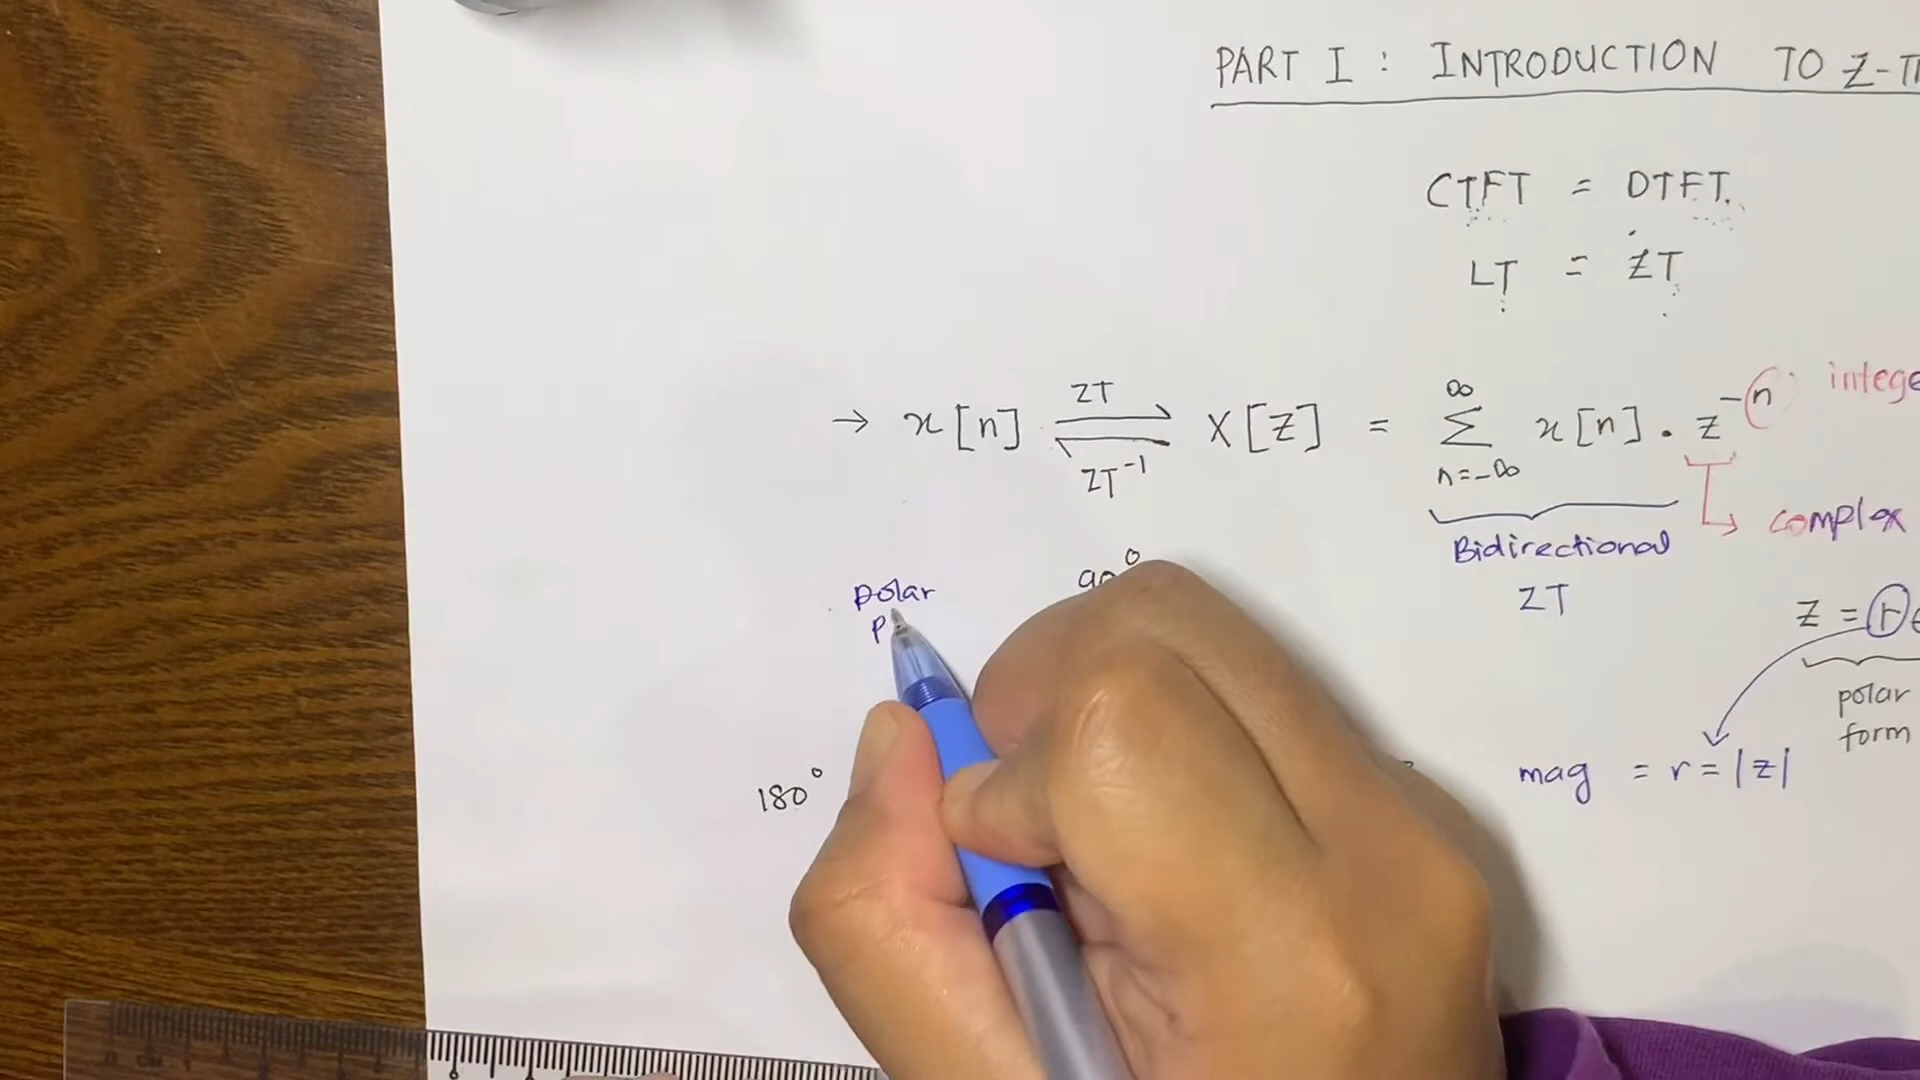 PART I : INTRODUCTION TO Z-T
CTFT = DTFT.
LT = ZT
→ x[n] ZT ZT⁻¹ X[Z] = ∞ Σ n=-∞ x[n] . z⁻ⁿ intege
complex
Bidirectional
ZT
polar
p
90°
180°
z = r
polar
form
mag = r = |z|